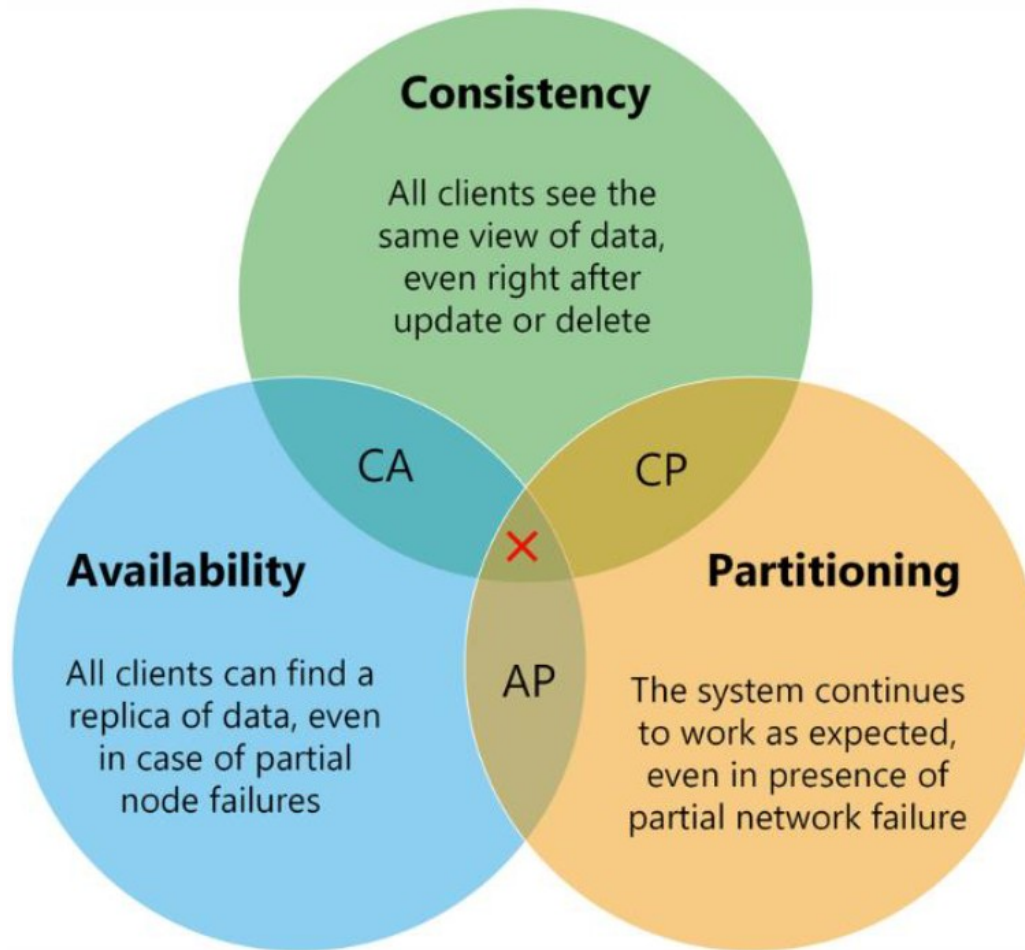 Consistency
All clients see the
same view of data,
even right after
update or delete
CA
CP
Availability
All clients can find a
replica of data, even
in case of partial
node failures
AP
Partitioning
The system continues
to work as expected,
even in presence of
partial network failure